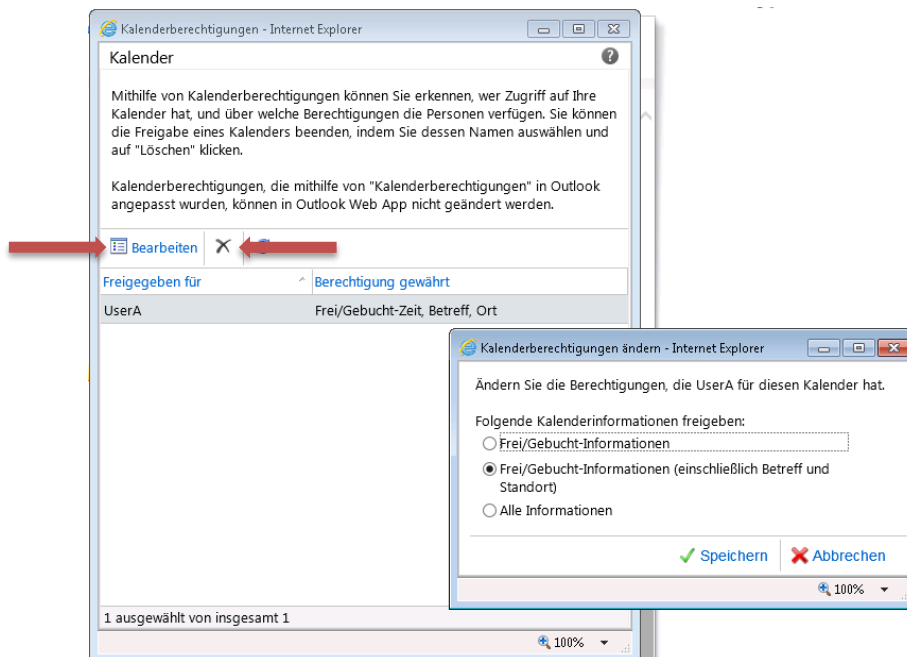 Kalenderberechtigungen - Internet Explorer
Kalender
Mithilfe von Kalenderberechtigungen können Sie erkennen, wer Zugriff auf Ihre
Kalender hat, und über welche Berechtigungen die Personen verfügen. Sie können
die Freigabe eines Kalenders beenden, indem Sie dessen Namen auswählen und
auf "Löschen" klicken.
Kalenderberechtigungen, die mithilfe von "Kalenderberechtigungen" in Outlook
angepasst wurden, können in Outlook Web App nicht geändert werden.
Bearbeiten
Freigegeben für Berechtigung gewährt
UserA Frei/Gebucht-Zeit, Betreff, Ort
Kalenderberechtigungen ändern - Internet Explorer
Ändern Sie die Berechtigungen, die UserA für diesen Kalender hat.
Folgende Kalenderinformationen freigeben:
Frei/Gebucht-Informationen
Frei/Gebucht-Informationen (einschließlich Betreff und
Standort)
Alle Informationen
Speichern Abbrechen
100%
1 ausgewählt von insgesamt 1
100%